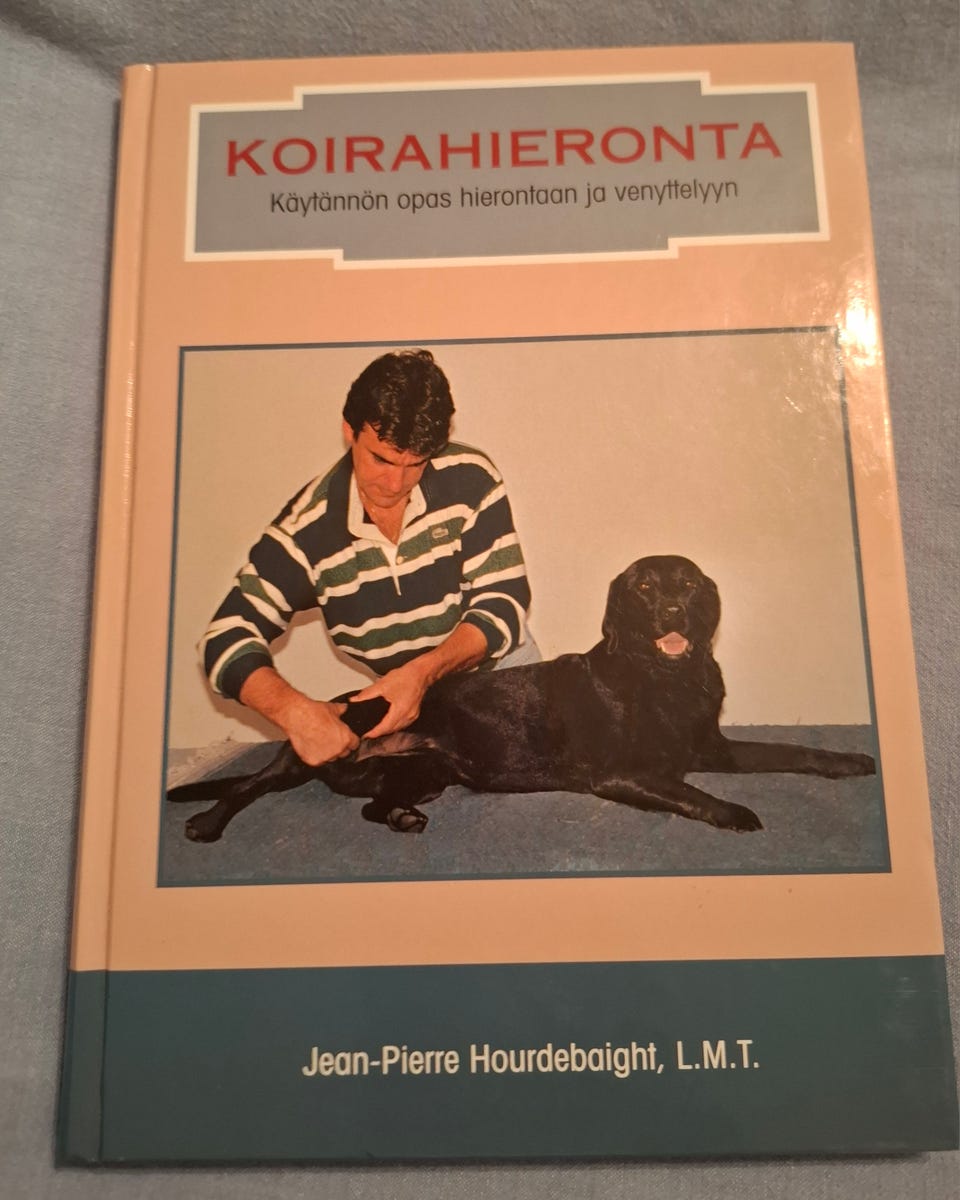 KOIRAHIERONTA
Käytännön opas hierontaan ja venyttelyyn
Jean-Pierre Hourdebaight, L.M.T.